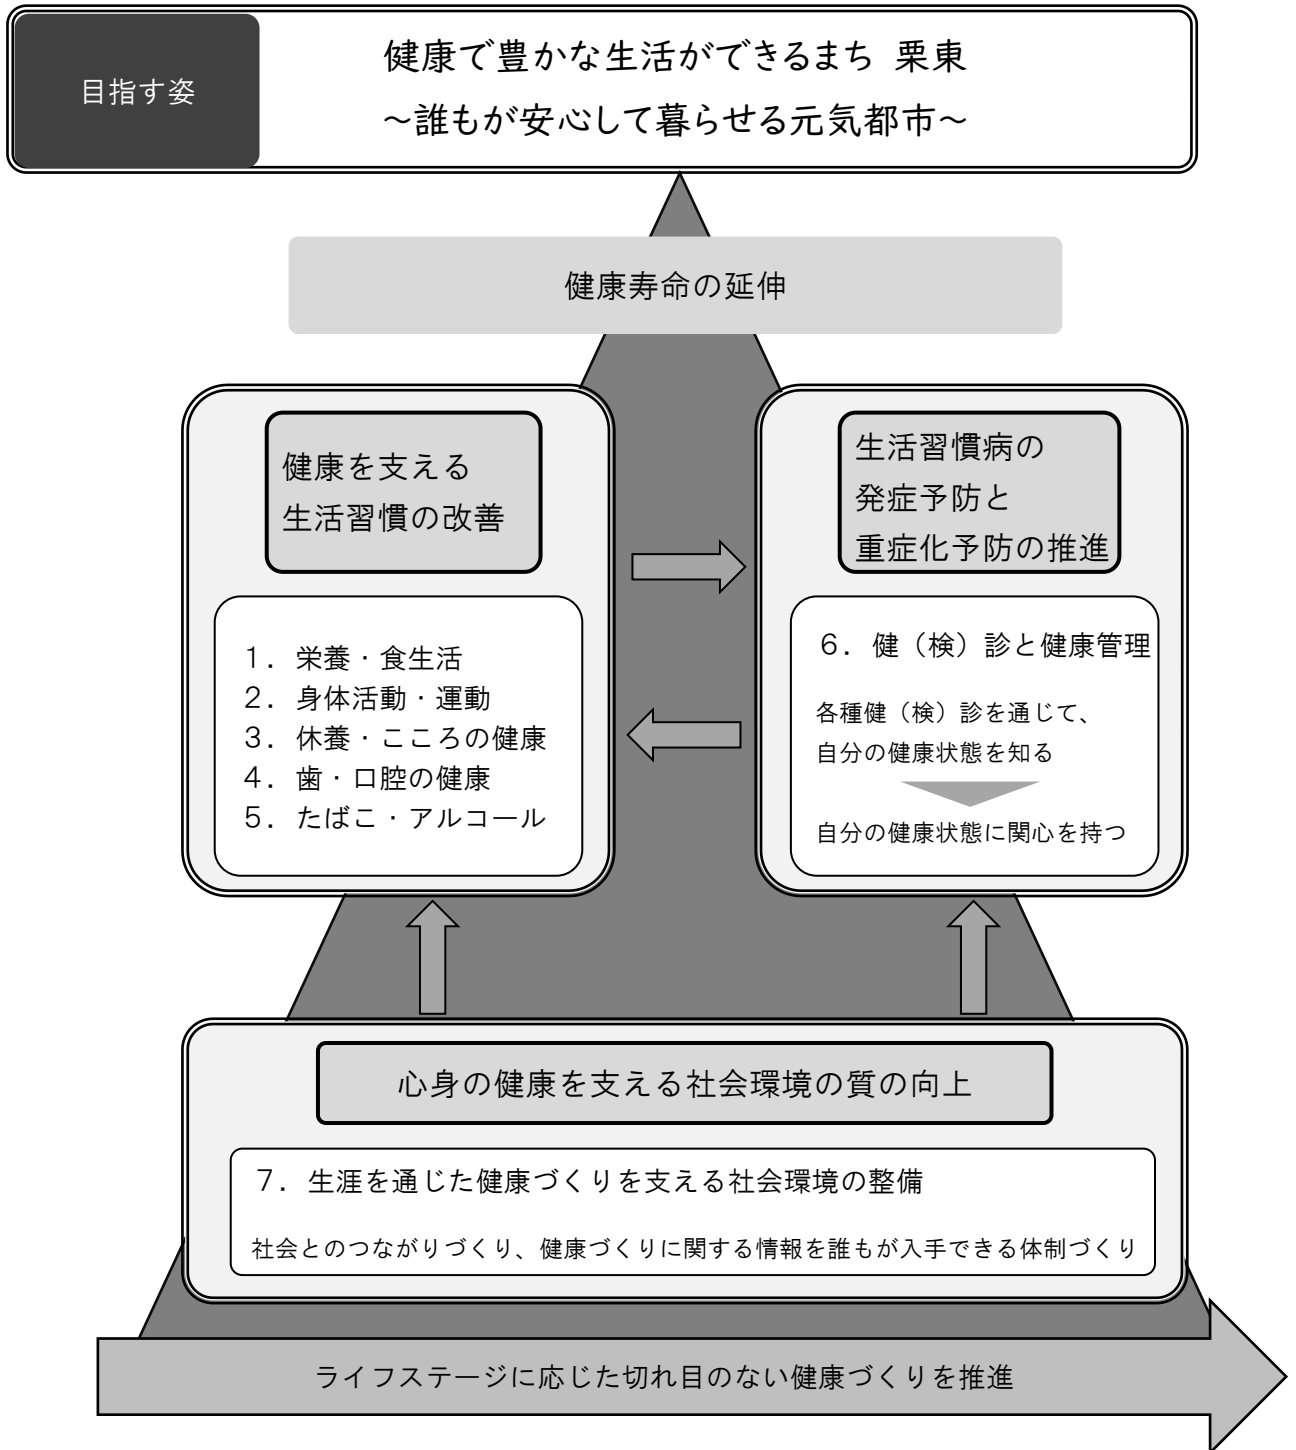 目指す姿
健康で豊かな生活ができるまち 栗東
～誰もが安心して暮らせる元気都市～
健康寿命の延伸
健康を支える
生活習慣の改善
１．栄養・食生活
２．身体活動・運動
３．休養・こころの健康
４．歯・口腔の健康
５．たばこ・アルコール
生活習慣病の
発症予防と
重症化予防の推進
６．健（検）診と健康管理
各種健（検）診を通じて、
自分の健康状態を知る
自分の健康状態に関心を持つ
心身の健康を支える社会環境の質の向上
７．生涯を通じた健康づくりを支える社会環境の整備
社会とのつながりづくり、健康づくりに関する情報を誰もが入手できる体制づくり
ライフステージに応じた切れ目のない健康づくりを推進